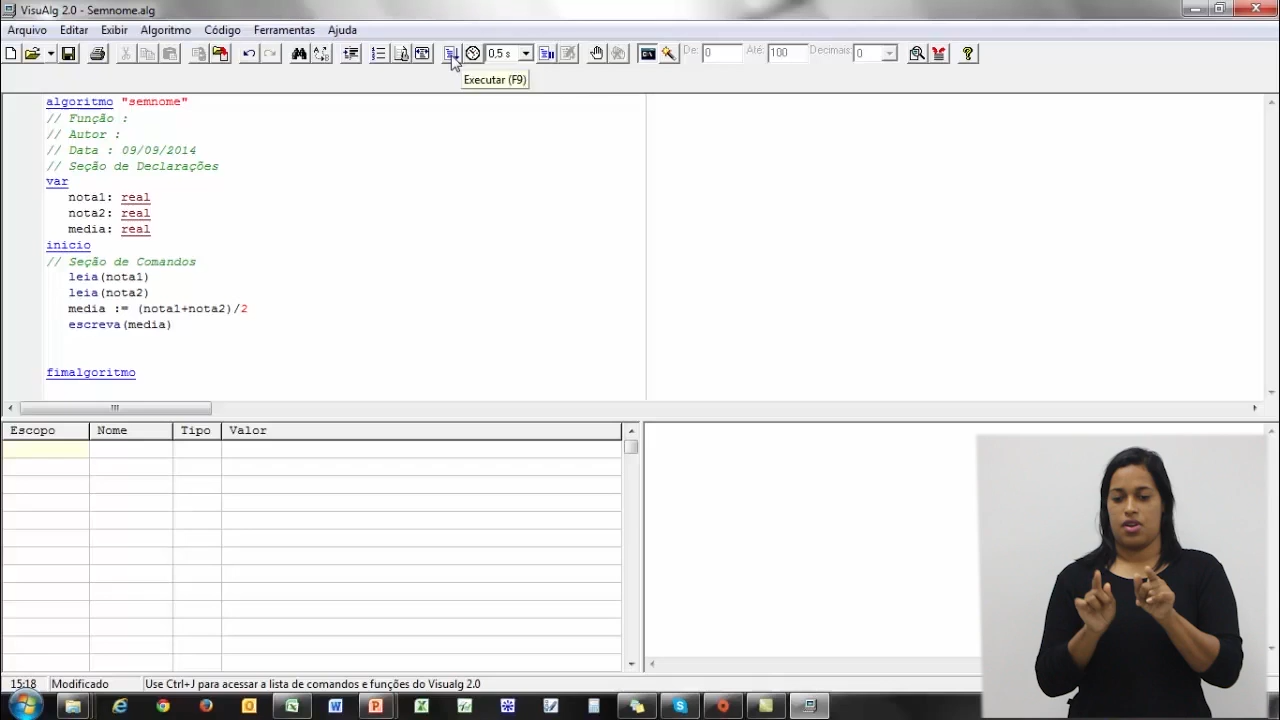 VisuAlg 2.0 - Semnome.alg
Arquivo Editar Exibir Algoritmo Código Ferramentas Ajuda
0,5 s De: 0 Até: 100 Decimais: 0
Executar (F9)
algoritmo "semnome"
// Função :
// Autor :
// Data : 09/09/2014
// Seção de Declarações
var
nota1: real
nota2: real
media: real
inicio
// Seção de Comandos
leia(nota1)
leia(nota2)
media := (nota1+nota2)/2
escreva(media)
fimalgoritmo
Escopo Nome Tipo Valor
15:18 Modificado Use Ctrl+J para acessar a lista de comandos e funções do Visualg 2.0